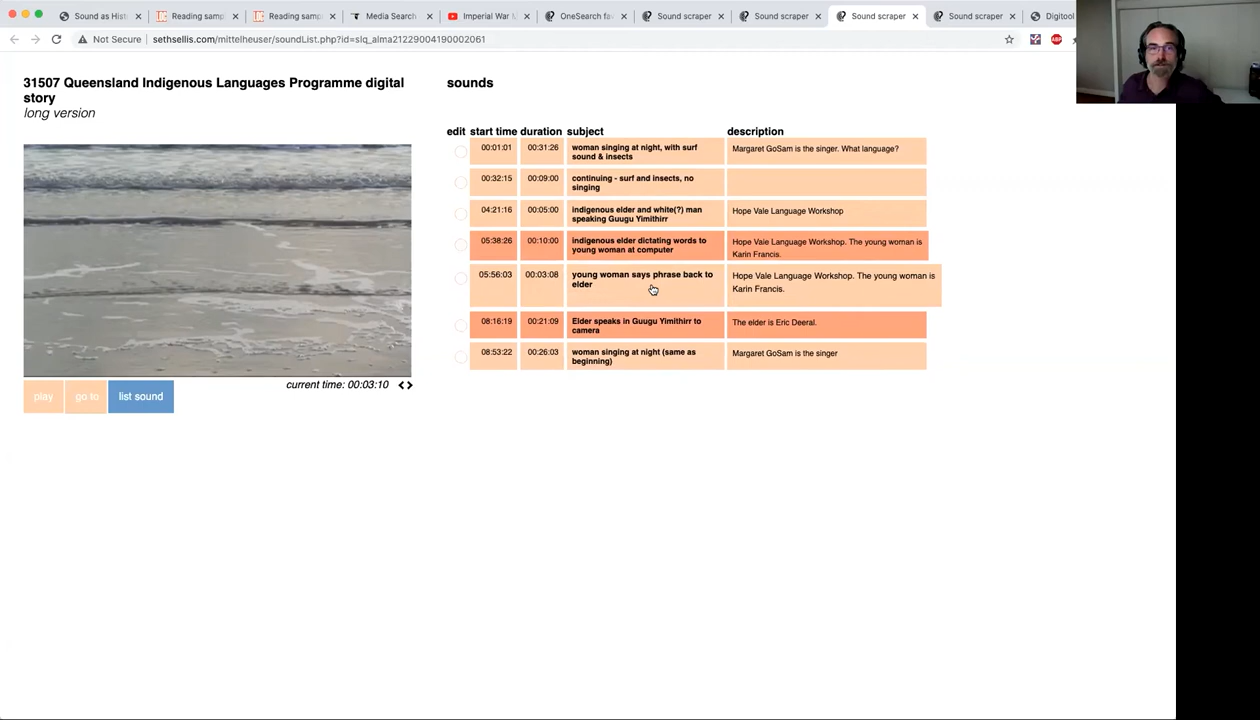 Sound as Hist
Reading samp
Reading samp
Media Search
Imperial War
OneSearch fa
Sound scraper
Sound scraper
Sound scraper
Sound scraper
Digitool
Not Secure
sethsellis.com/mittelheuser/soundList.php?id=slq_alma21229004190002061
ABP
31507 Queensland Indigenous Languages Programme digital
story
long version
current time: 00:03:10
play
go to
list sound
sounds
edit start time duration subject description
00:01:01 00:31:26 woman singing at night, with surf
sound & insects
Margaret GoSam is the singer. What language?
00:32:15 00:09:00 continuing - surf and insects, no
singing
04:21:16 00:05:00 indigenous elder and white(?) man
speaking Guugu Yimithirr
Hope Vale Language Workshop
05:38:26 00:10:00 indigenous elder dictating words to
young woman at computer
Hope Vale Language Workshop. The young woman is
Karin Francis.
05:56:03 00:03:08 young woman says phrase back to
elder
Hope Vale Language Workshop. The young woman is
Karin Francis.
08:16:19 00:21:09 Elder speaks in Guugu Yimithirr to
camera
The elder is Eric Deeral.
08:53:22 00:26:03 woman singing at night (same as
beginning)
Margaret GoSam is the singer